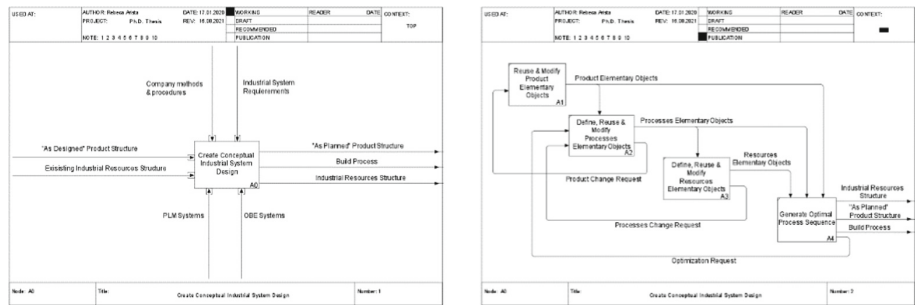 USED AT:
AUTHOR: Rebeca Arista
DATE: 17.01.2020
WORKING
READER
DATE
CONTEXT:
PROJECT: Ph.D. Thesis
REV: 15.08.2021
DRAFT
TOP
RECOMMENDED
NOTE: 1 2 3 4 5 6 7 8 9 10
PUBLICATION
Company methods
& procedures
Industrial System
Requierements
"As Designed" Product Structure
Exisisting Industrial Resources Structure
Create Conceptual
Industrial System
Design
A0
"As Planned" Product Structure
Build Process
Industrial Resources Structure
PLM Systems
OBE Systems
Node: A0
Title:
Create Conceptual Industrial System Design
Number: 1
USED AT:
AUTHOR: Rebeca Arista
DATE: 17.01.2020
WORKING
READER
DATE
CONTEXT:
PROJECT: Ph.D. Thesis
REV: 15.08.2021
DRAFT
RECOMMENDED
NOTE: 1 2 3 4 5 6 7 8 9 10
PUBLICATION
Reuse & Modify
Product
Elementary
Objects
A1
Product Elementary Objects
Define, Reuse &
Modify
Processes
Elementary Objects
A2
Processes Elementary Objects
Product Change Request
Define, Reuse &
Modify
Resources
Elementary Objects
A3
Resources
Elementary Objects
Processes Change Request
Generate Optimal
Process Sequence
A4
Industrial Resources
Structure
"As Planned"
Product Structure
Build Process
Optimization Request
Node: A0
Title:
Create Conceptual Industrial System Design
Number: 2